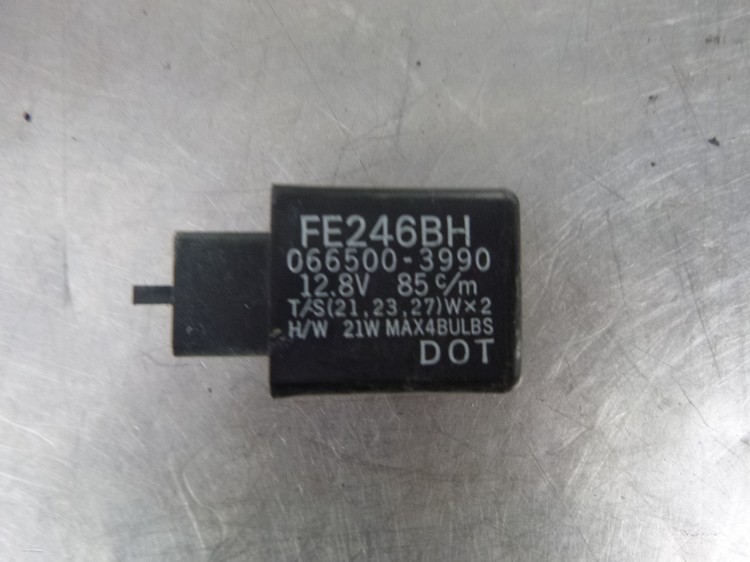 FE246BH
066500-3990
12.8V 85c/m
T/S(21,23,27)W×2
H/W 21W MAX4BULBS
DOT